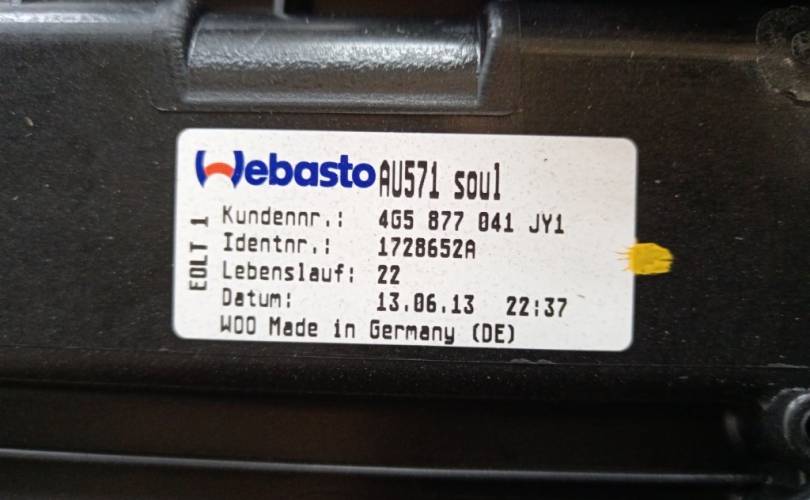 Webasto AU571 soul
EOLT 1
Kundennr.: 4G5 877 041 JY1
Identnr.: 1728652A
Lebenslauf: 22
Datum: 13.06.13 22:37
WOO Made in Germany (DE)